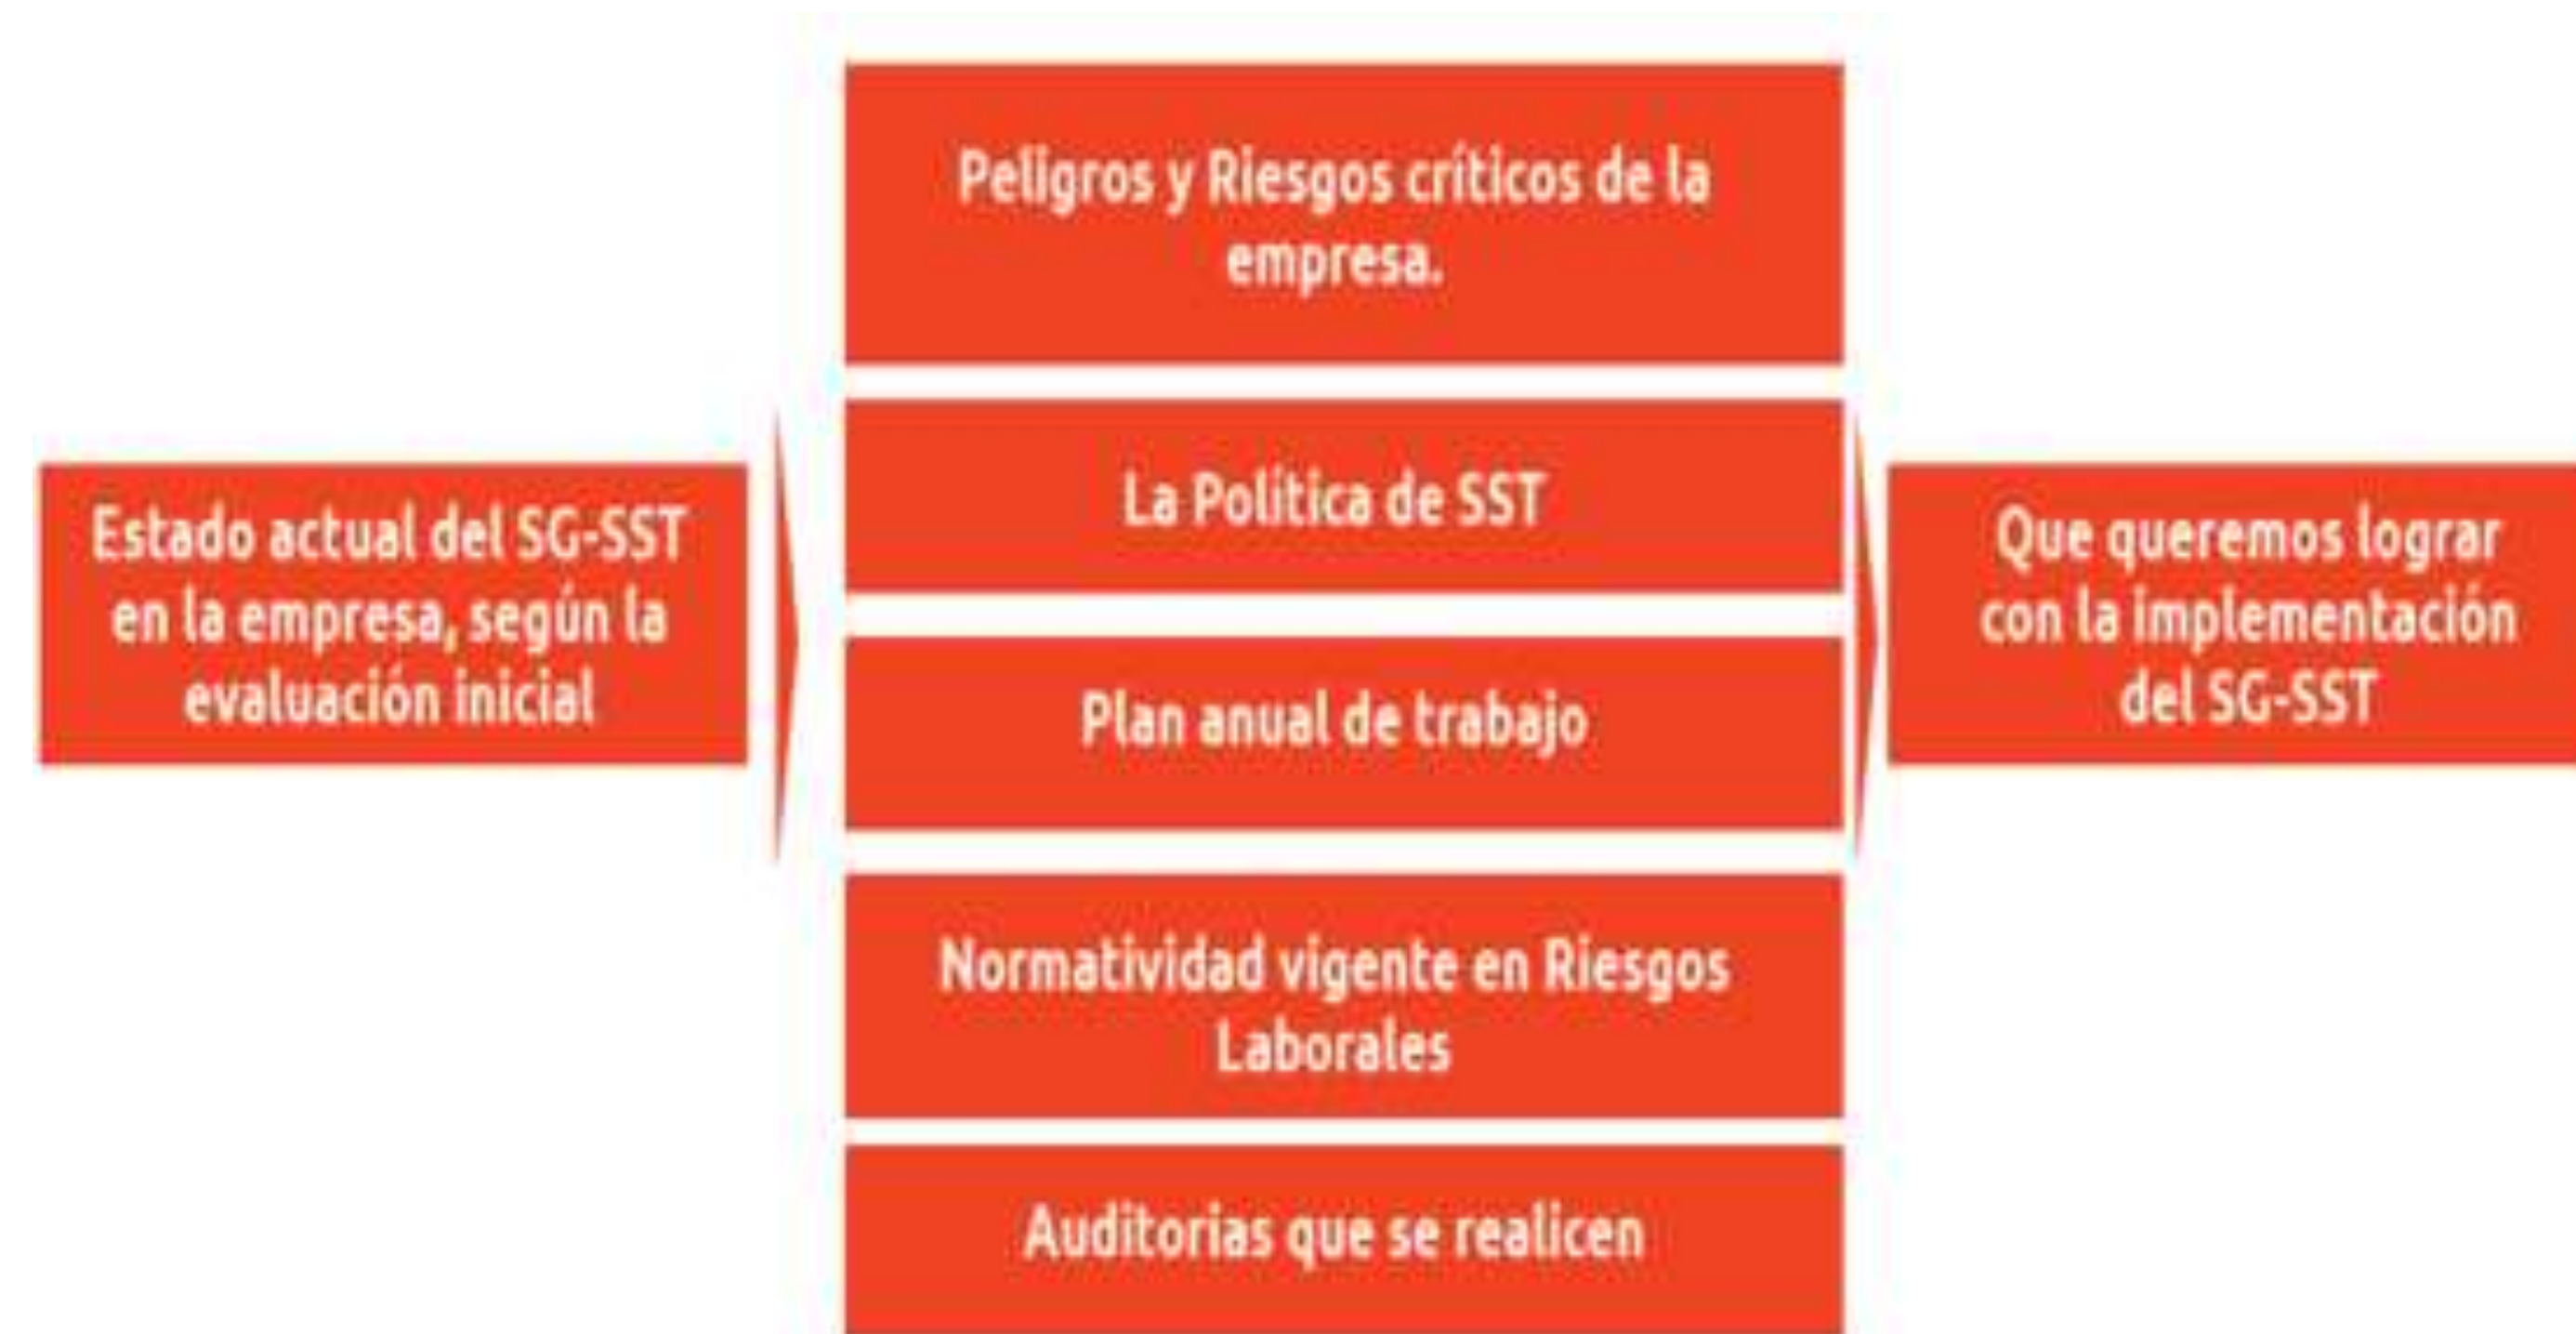 Estado actual del SG-SST
en la empresa, según la
evaluación inicial
Peligros y Riesgos críticos de la
empresa.
La Política de SST
Plan anual de trabajo
Normatividad vigente en Riesgos
Laborales
Auditorias que se realicen
Que queremos lograr
con la implementación
del SG-SST